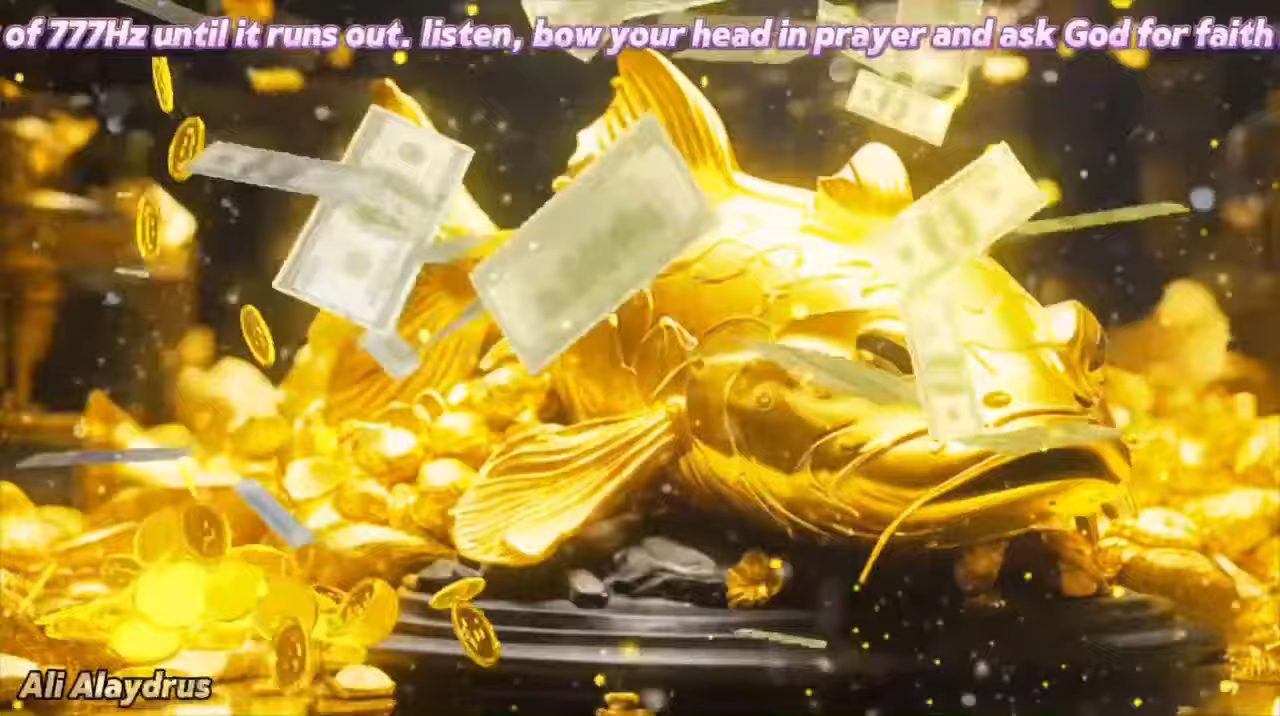 of 777Hz until it runs out. listen, bow your head in prayer and ask God for faith
Ali Alaydrus